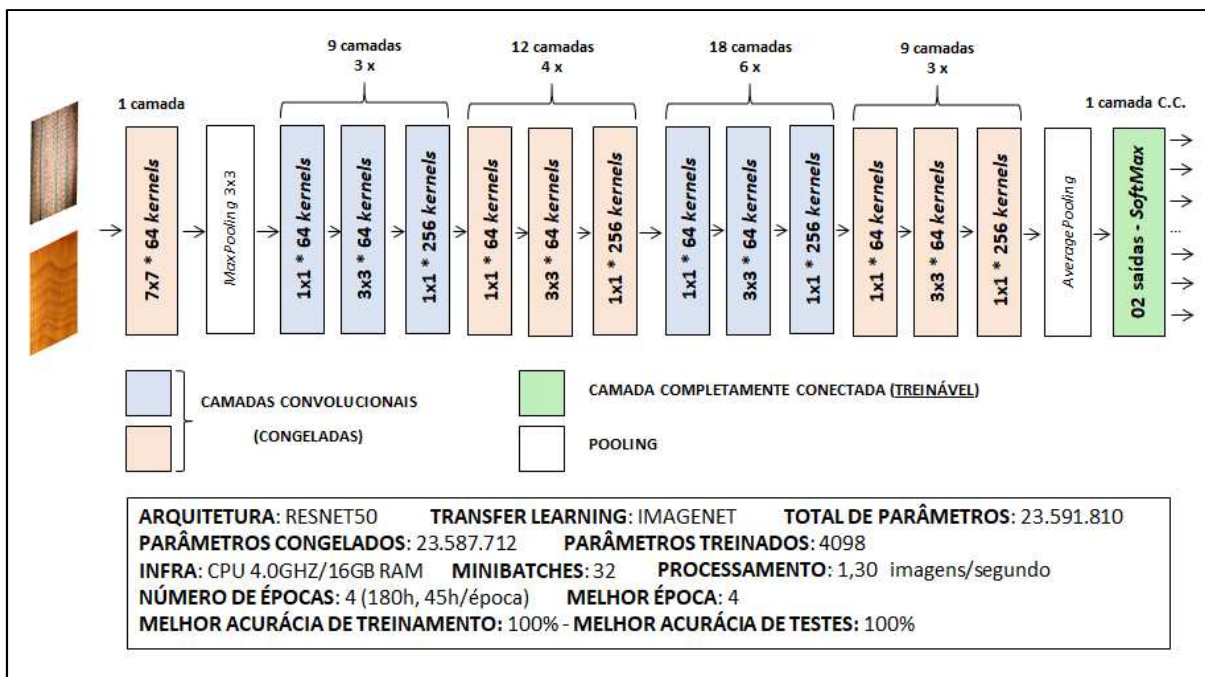 9 camadas
3 x
12 camadas
4 x
18 camadas
6 x
9 camadas
3 x
1 camada
1 camada C.C.
7x7 * 64 kernels
MaxPooling 3x3
1x1 * 64 kernels
3x3 * 64 kernels
1x1 * 256 kernels
1x1 * 64 kernels
3x3 * 64 kernels
1x1 * 256 kernels
1x1 * 64 kernels
3x3 * 64 kernels
1x1 * 256 kernels
1x1 * 64 kernels
3x3 * 64 kernels
1x1 * 256 kernels
AveragePooling
02 saídas - SoftMax
...
CAMADAS CONVOLUCIONAIS
(CONGELADAS)
CAMADA COMPLETAMENTE CONECTADA (TREINÁVEL)
POOLING
ARQUITETURA: RESNET50 TRANSFER LEARNING: IMAGENET TOTAL DE PARÂMETROS: 23.591.810
PARÂMETROS CONGELADOS: 23.587.712 PARÂMETROS TREINADOS: 4098
INFRA: CPU 4.0GHZ/16GB RAM MINIBATCHES: 32 PROCESSAMENTO: 1,30 imagens/segundo
NÚMERO DE ÉPOCAS: 4 (180h, 45h/época) MELHOR ÉPOCA: 4
MELHOR ACURÁCIA DE TREINAMENTO: 100% - MELHOR ACURÁCIA DE TESTES: 100%